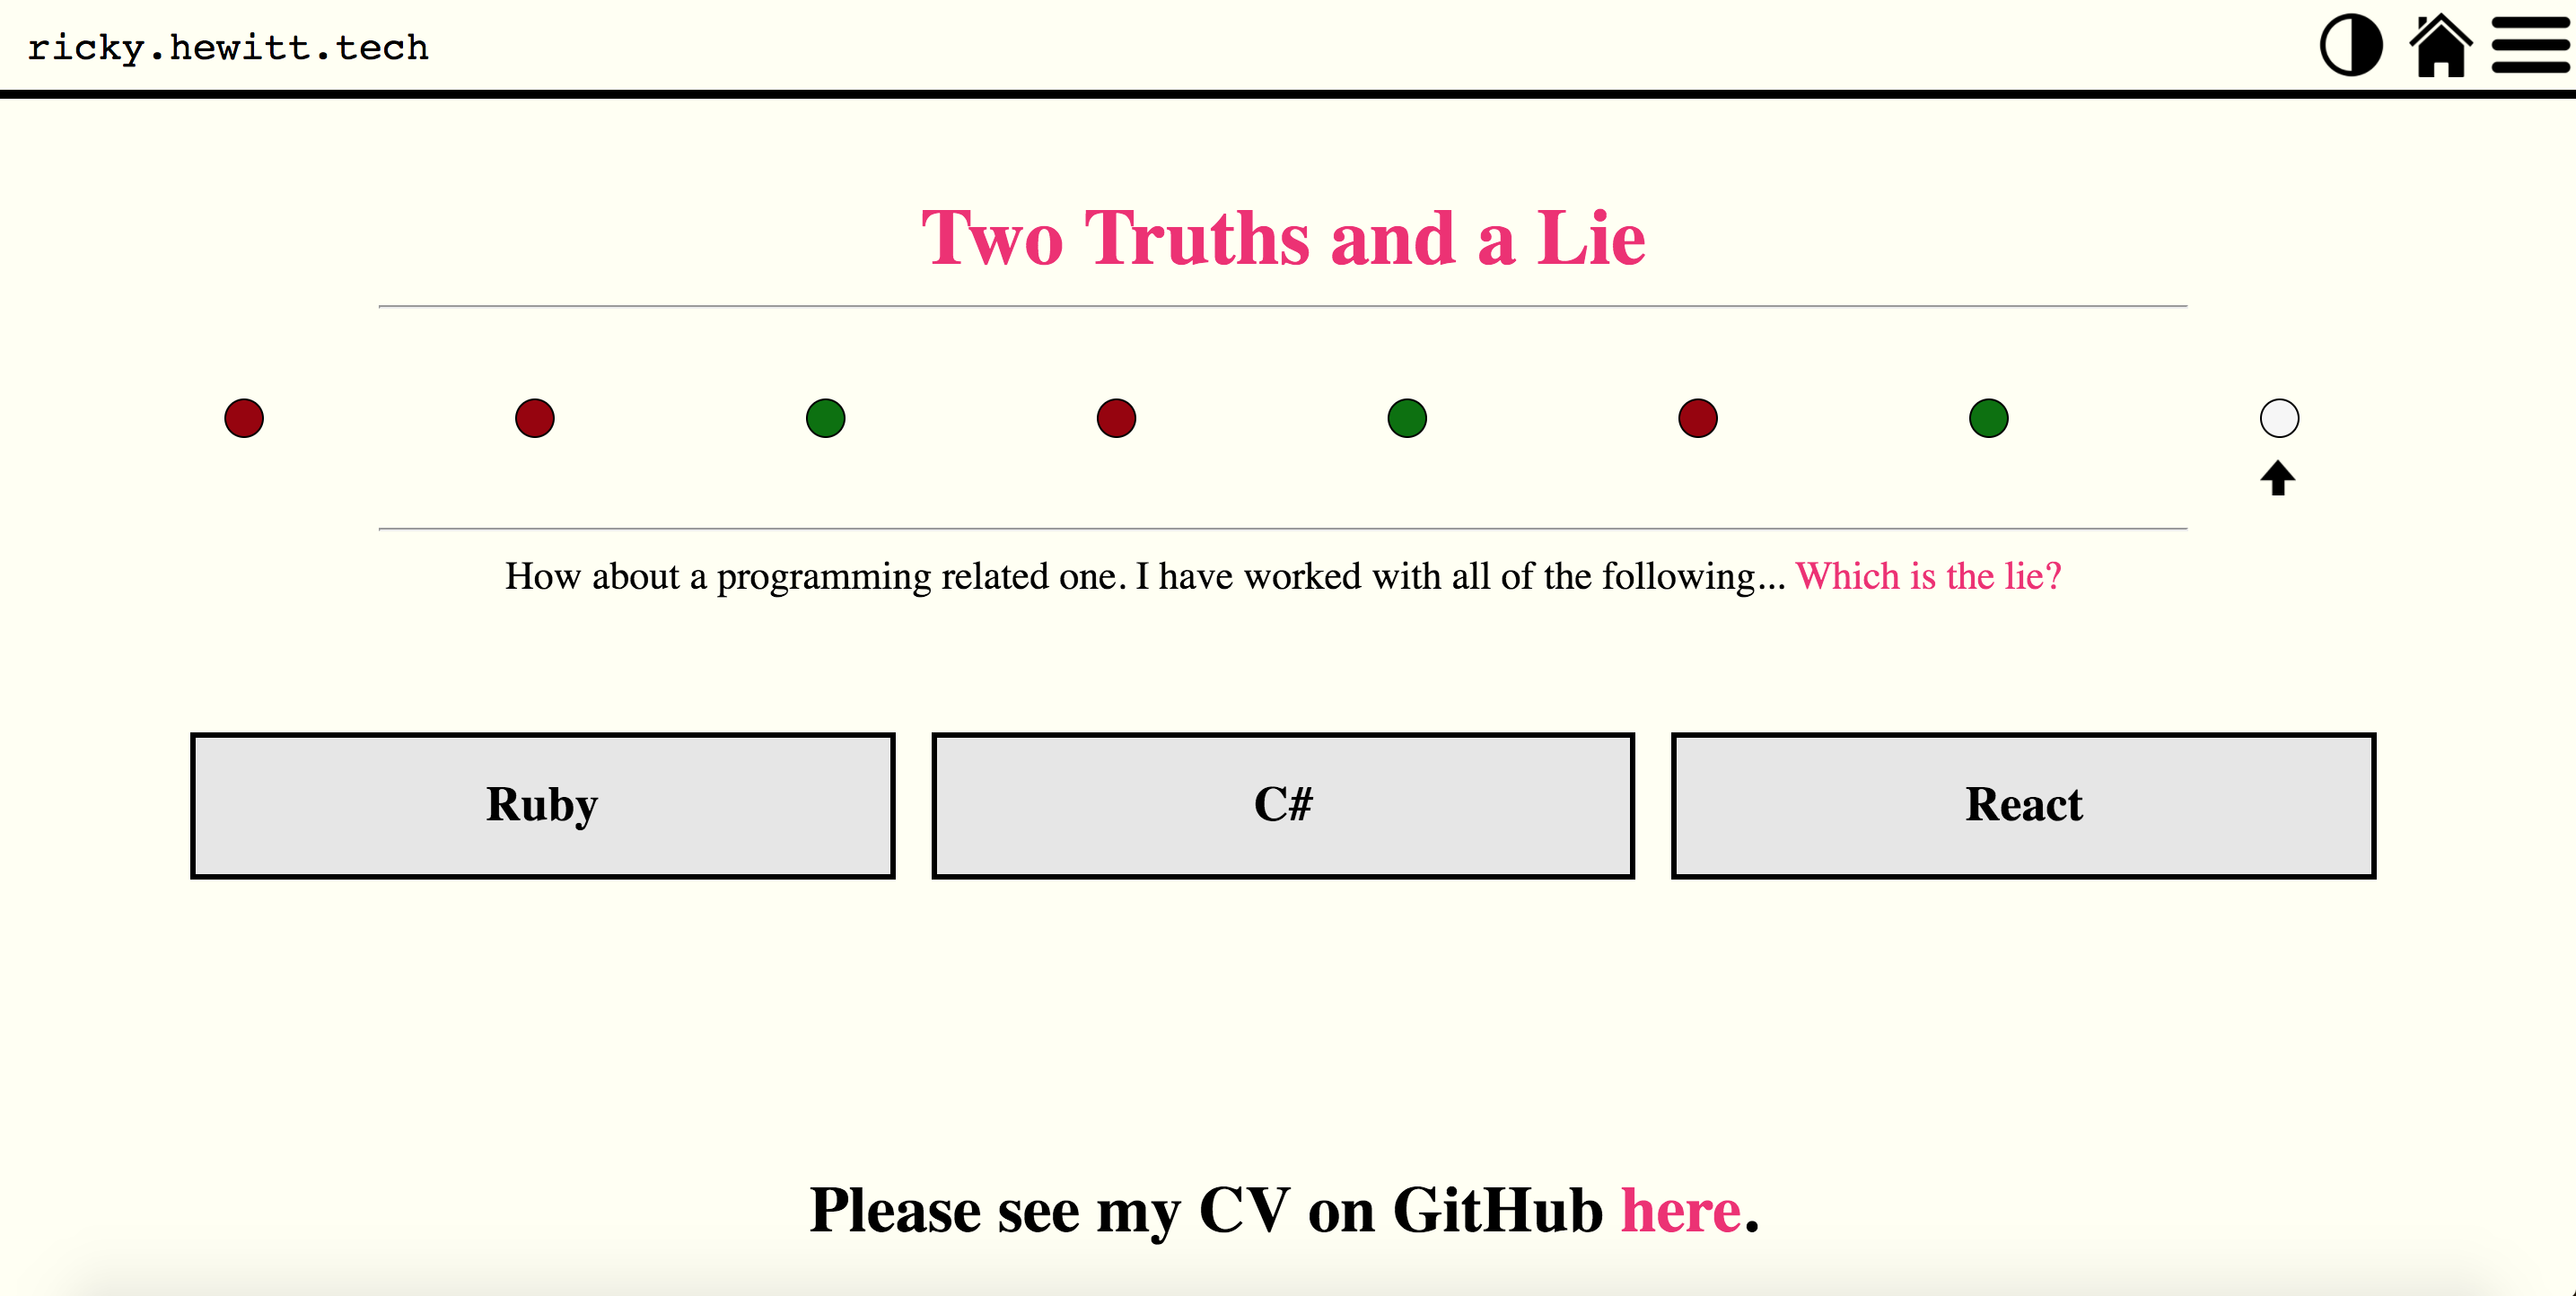 ricky.hewitt.tech
Two Truths and a Lie
How about a programming related one. I have worked with all of the following... Which is the lie?
Ruby
C#
React
Please see my CV on GitHub here.